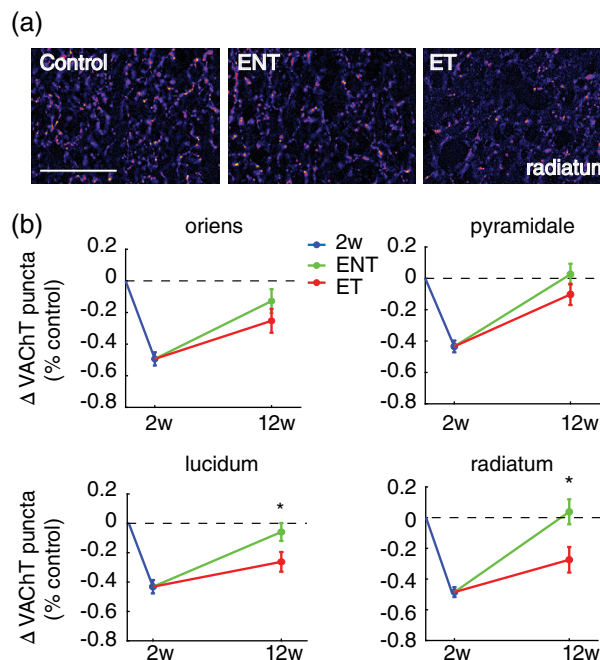 (a)
Control
ENT
ET
radiatum
(b)
oriens
Δ VAChT puncta
(% control)
0.2
0
-0.2
-0.4
-0.6
-0.8
2w
12w
2w
ENT
ET
pyramidale
0.2
0
-0.2
-0.4
-0.6
-0.8
2w
12w
lucidum
Δ VAChT puncta
(% control)
0.2
0
-0.2
-0.4
-0.6
-0.8
*
2w
12w
radiatum
0.2
0
-0.2
-0.4
-0.6
-0.8
*
2w
12w